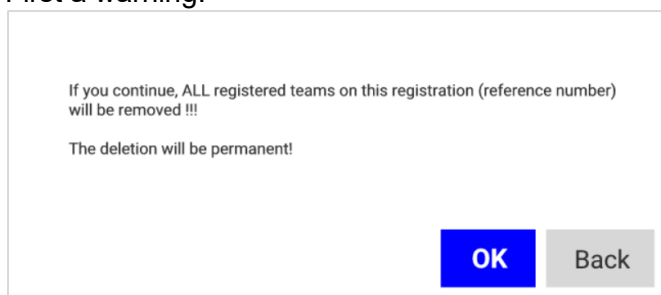 First a warning:
If you continue, ALL registered teams on this registration (reference number)
will be removed !!!
The deletion will be permanent!
OK Back